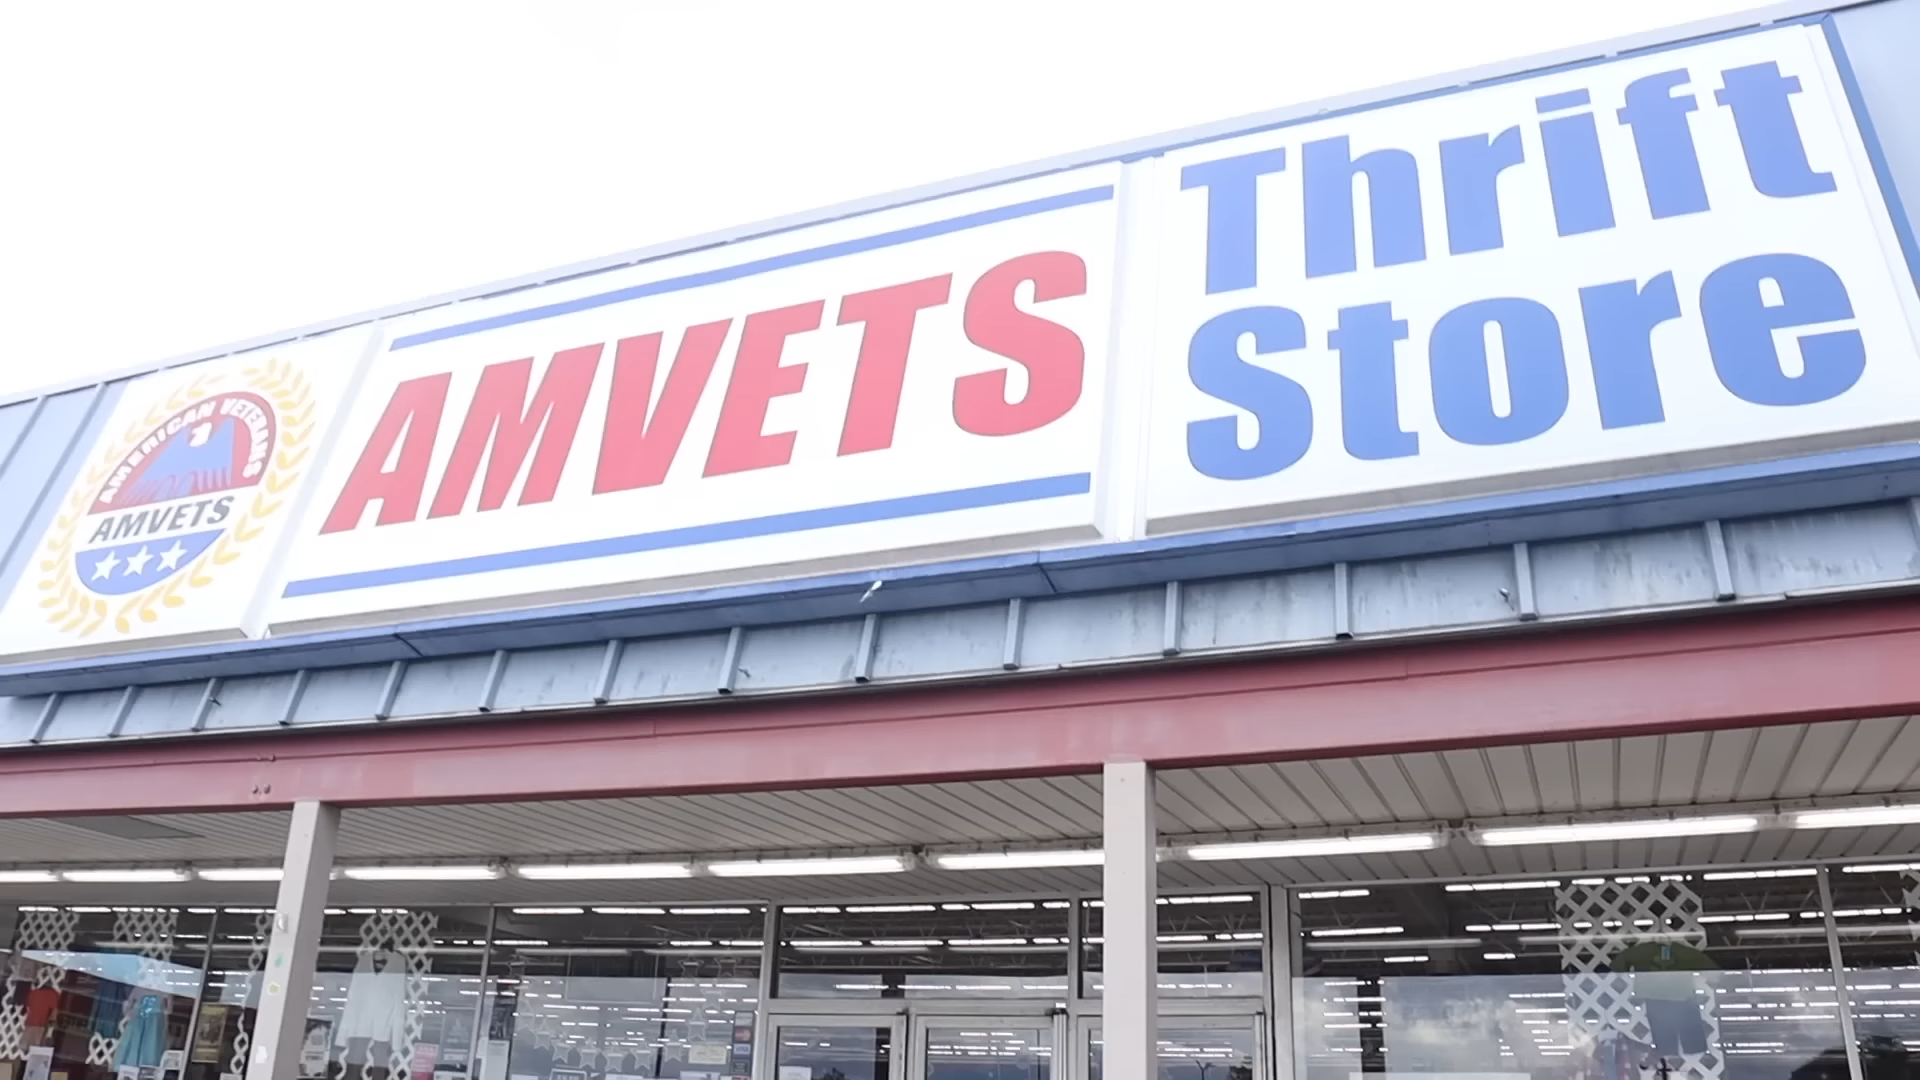 AMERICAN VETERANS
AMVETS
AMVETS
Thrift
Store